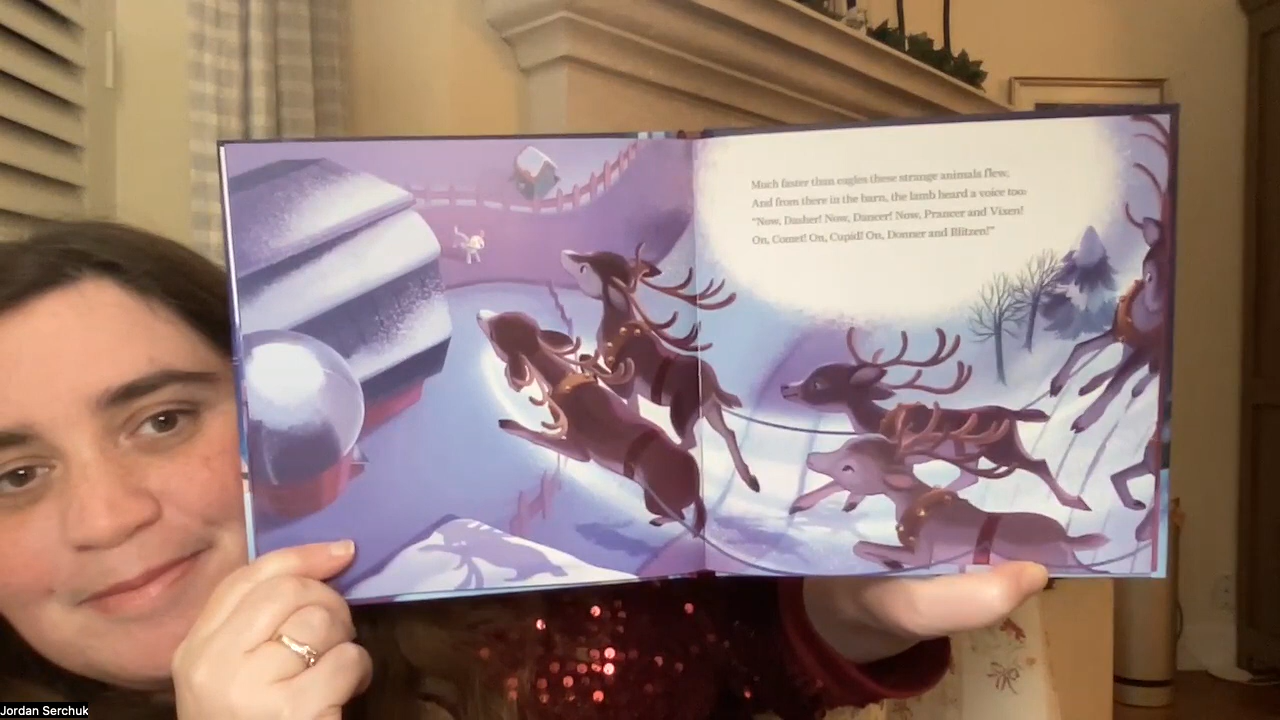 Much faster than eagles these strange animals flew,
And from there in the barn, the lamb heard a voice too:
“Now, Dasher! Now, Dancer! Now, Prancer and Vixen!
On, Comet! On, Cupid! On, Donner and Blitzen!”
Jordan Serchuk